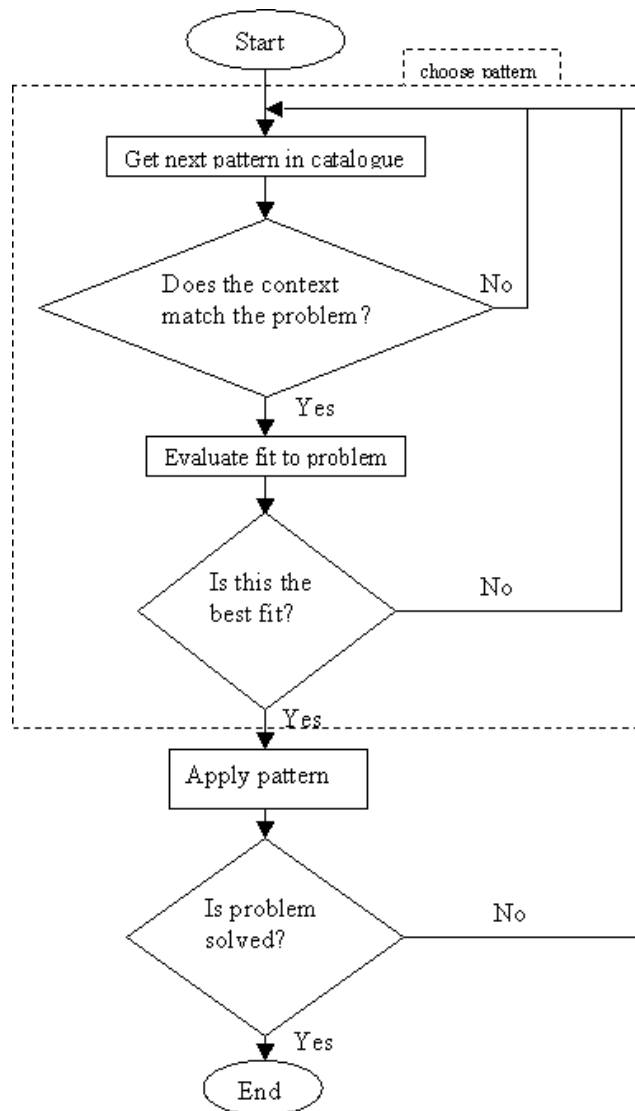 Start
choose pattern
Get next pattern in catalogue
Does the context
match the problem?
No
Yes
Evaluate fit to problem
Is this the
best fit?
No
Yes
Apply pattern
Is problem
solved?
No
Yes
End